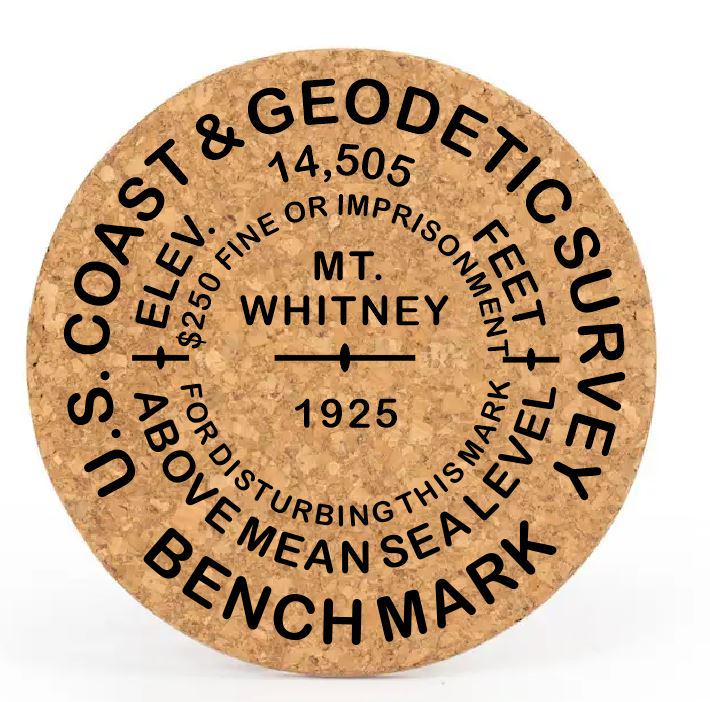 U.S. COAST & GEODETIC SURVEY
BENCH MARK
ELEV. 14,505 FEET
ABOVE MEAN SEA LEVEL
$250 FINE OR IMPRISONMENT
FOR DISTURBING THIS MARK
MT.
WHITNEY
1925